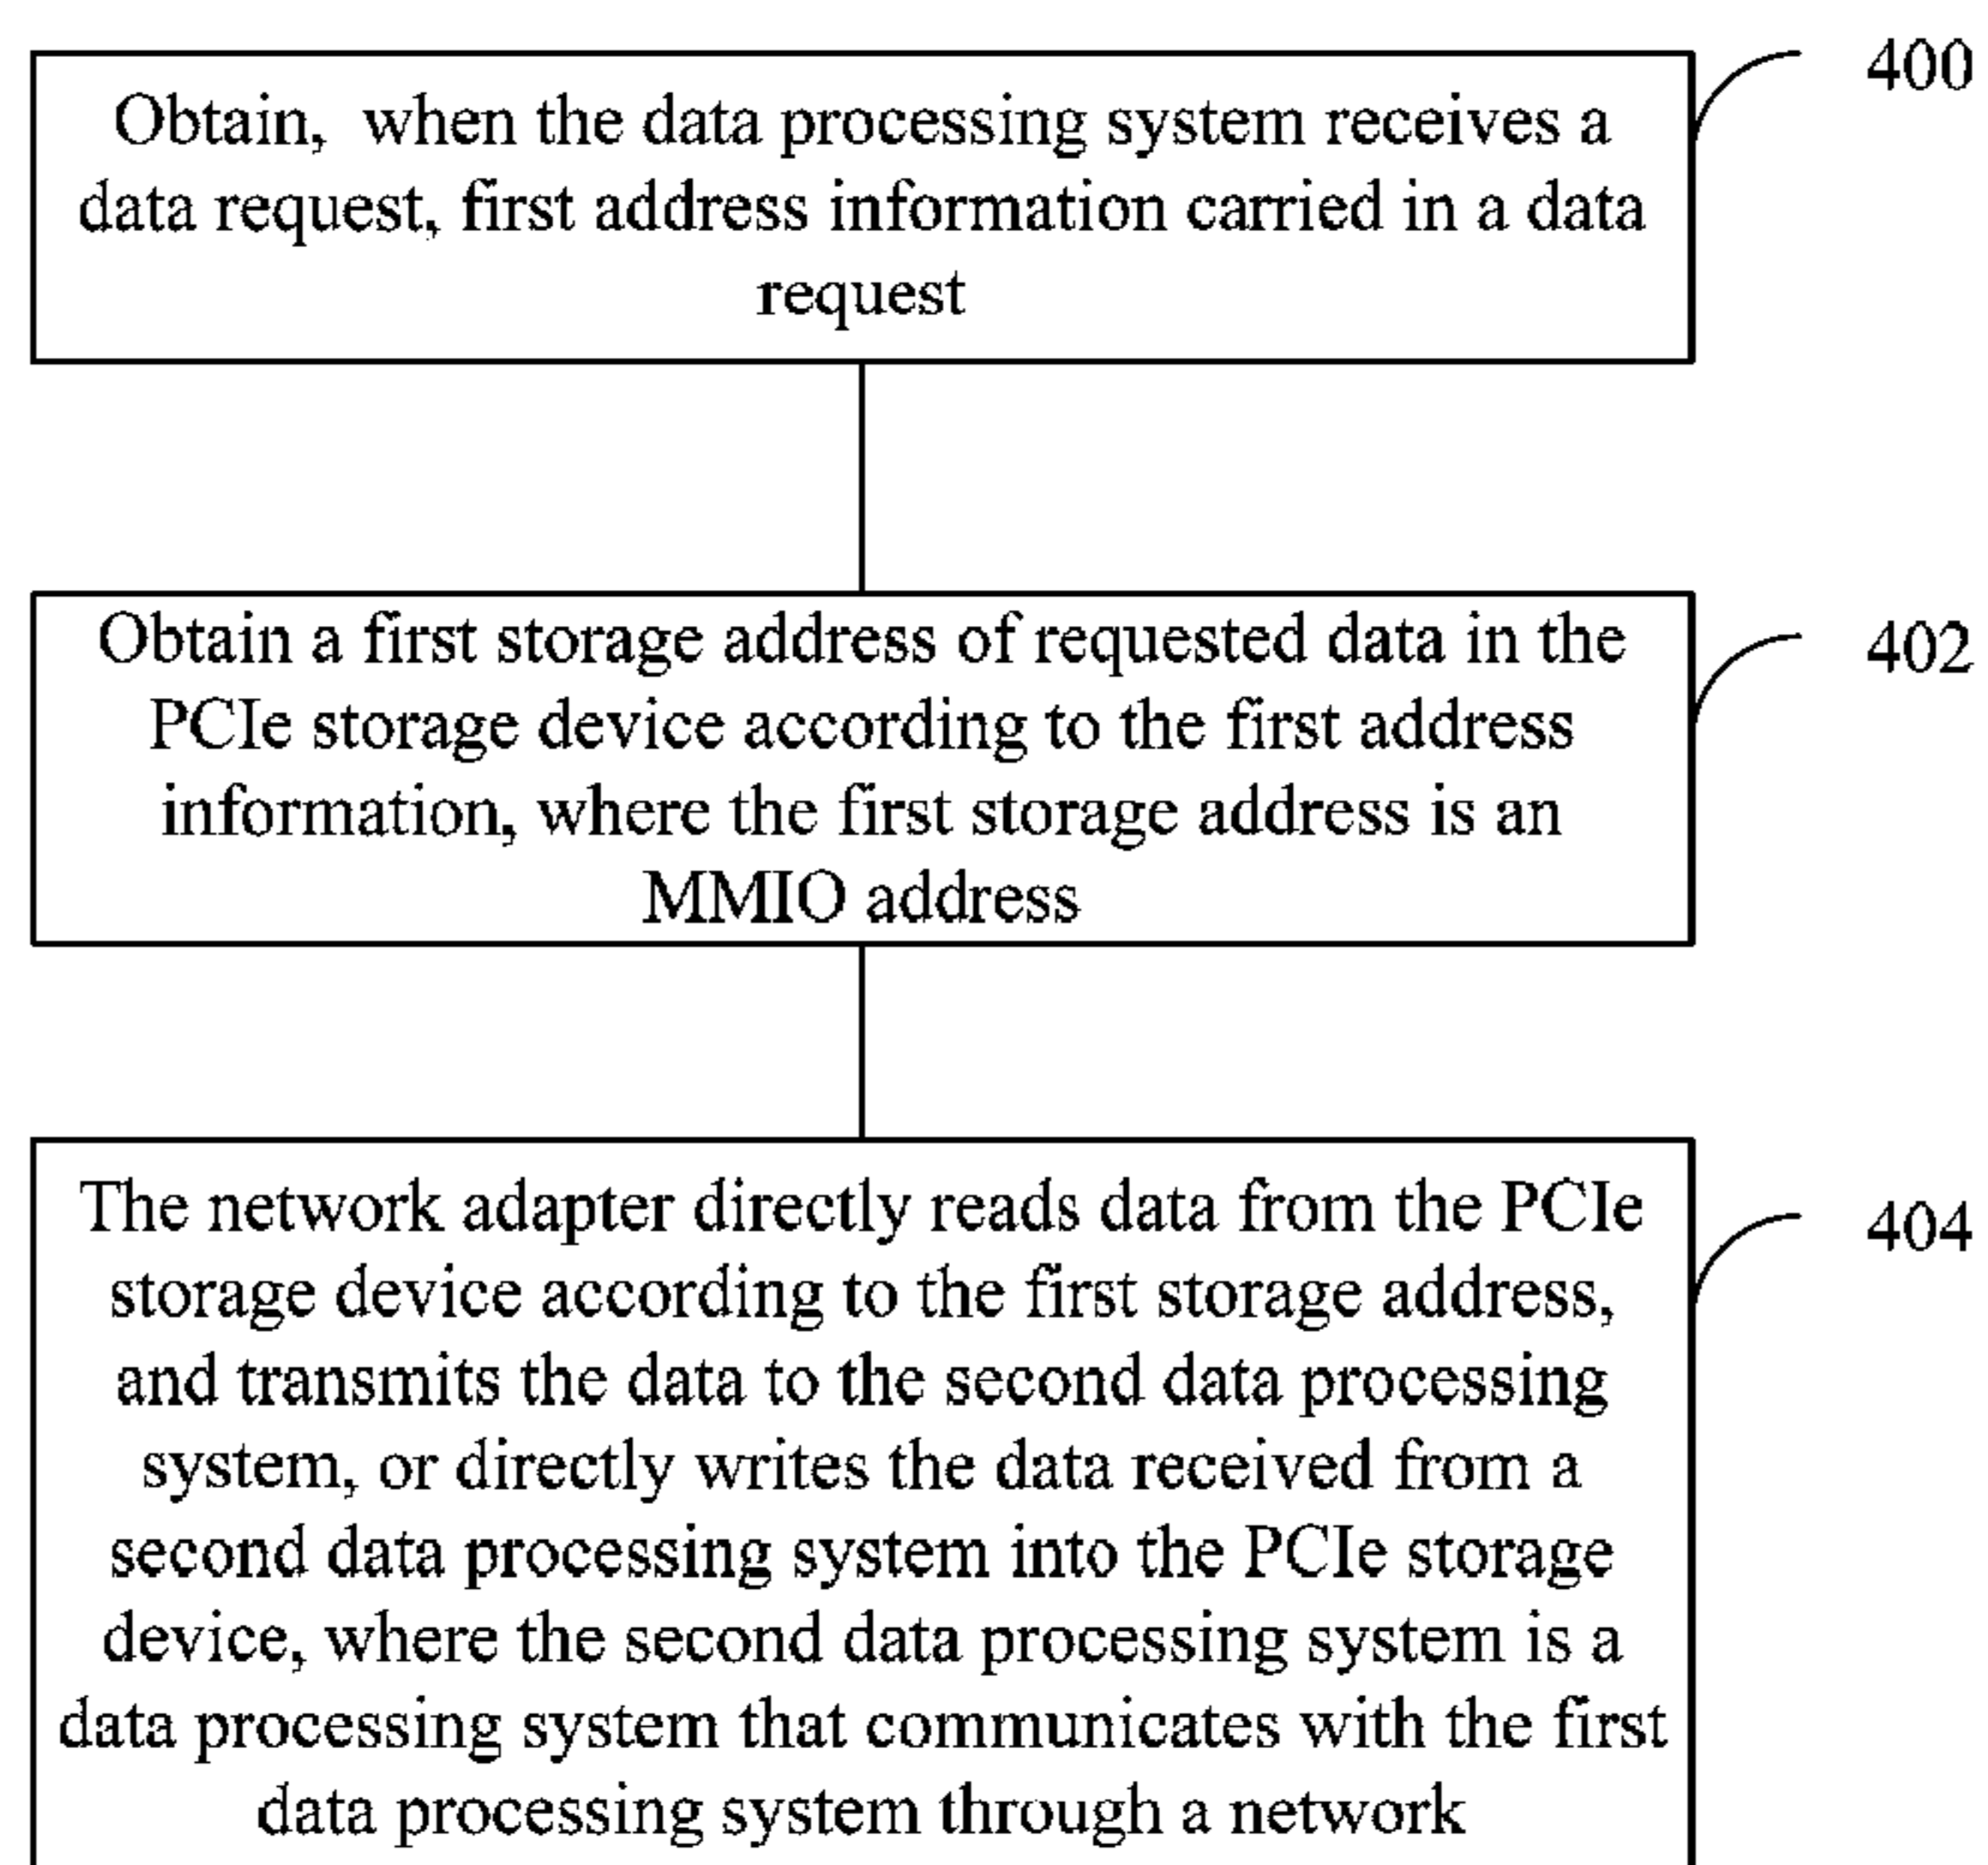 400
Obtain, when the data processing system receives a
data request, first address information carried in a data
request
402
Obtain a first storage address of requested data in the
PCIe storage device according to the first address
information, where the first storage address is an
MMIO address
404
The network adapter directly reads data from the PCIe
storage device according to the first storage address,
and transmits the data to the second data processing
system, or directly writes the data received from a
second data processing system into the PCIe storage
device, where the second data processing system is a
data processing system that communicates with the first
data processing system through a network